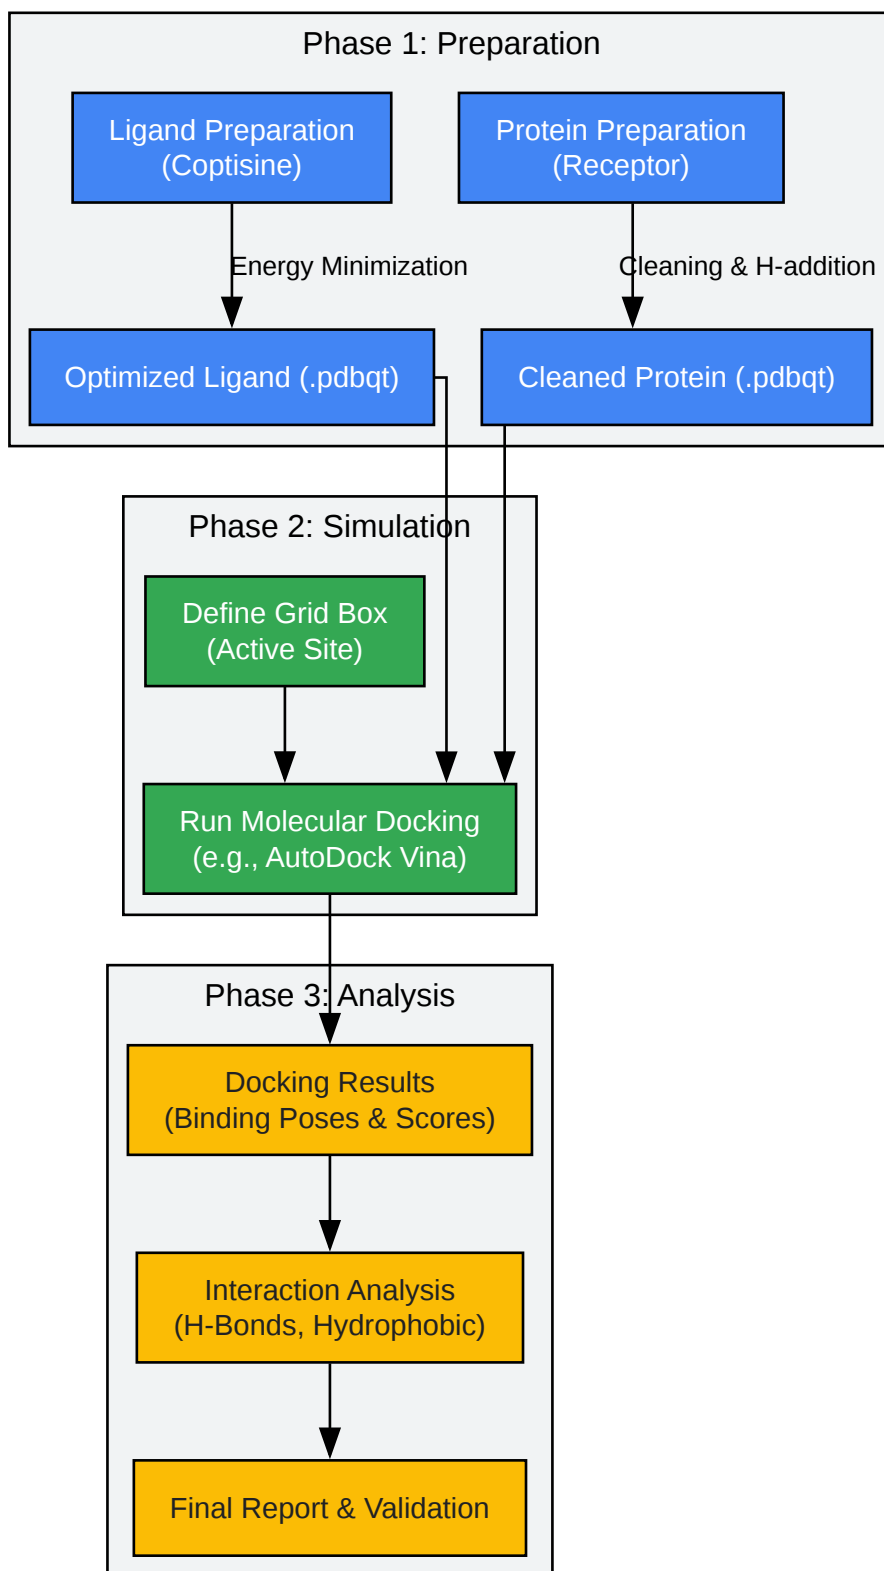 Phase 1: Preparation
Ligand Preparation
(Coptisine)
Protein Preparation
(Receptor)
Energy Minimization
Cleaning & H-addition
Optimized Ligand (.pdbqt)
Cleaned Protein (.pdbqt)
Phase 2: Simulation
Define Grid Box
(Active Site)
Run Molecular Docking
(e.g., AutoDock Vina)
Phase 3: Analysis
Docking Results
(Binding Poses & Scores)
Interaction Analysis
(H-Bonds, Hydrophobic)
Final Report & Validation